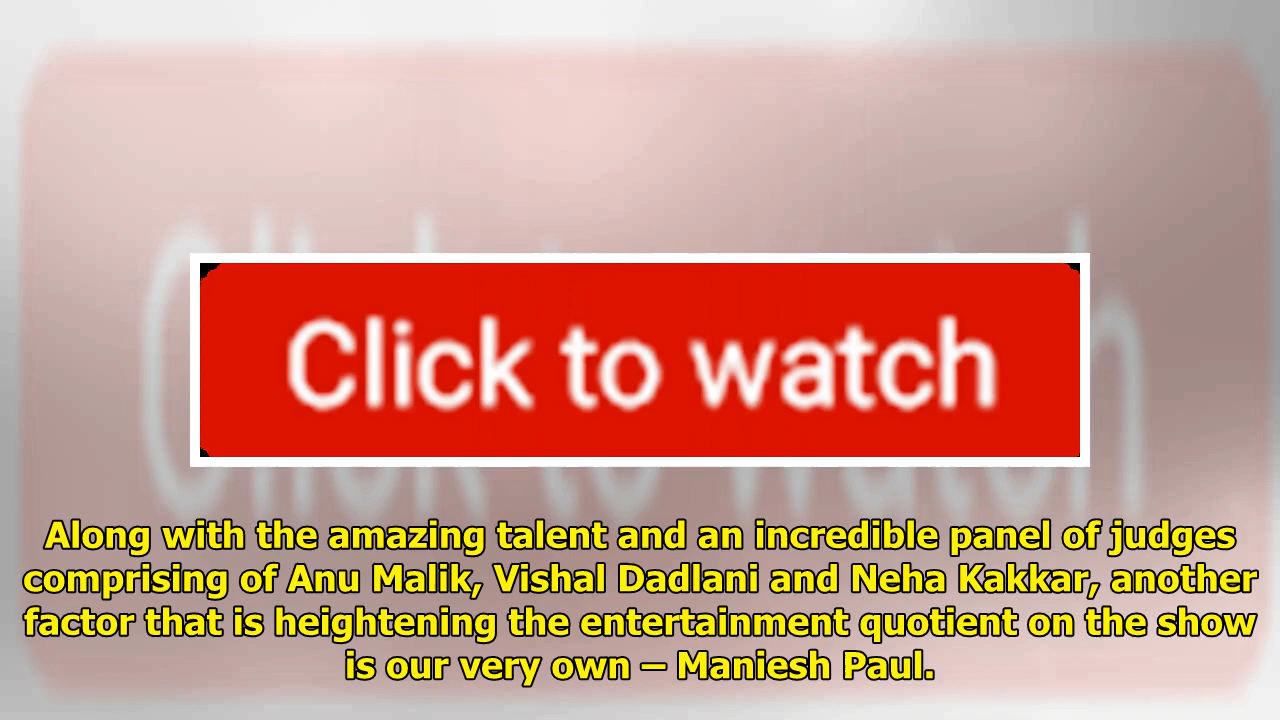 Click to watch
Along with the amazing talent and an incredible panel of judges
comprising of Anu Malik, Vishal Dadlani and Neha Kakkar, another
factor that is heightening the entertainment quotient on the show
is our very own – Maniesh Paul.